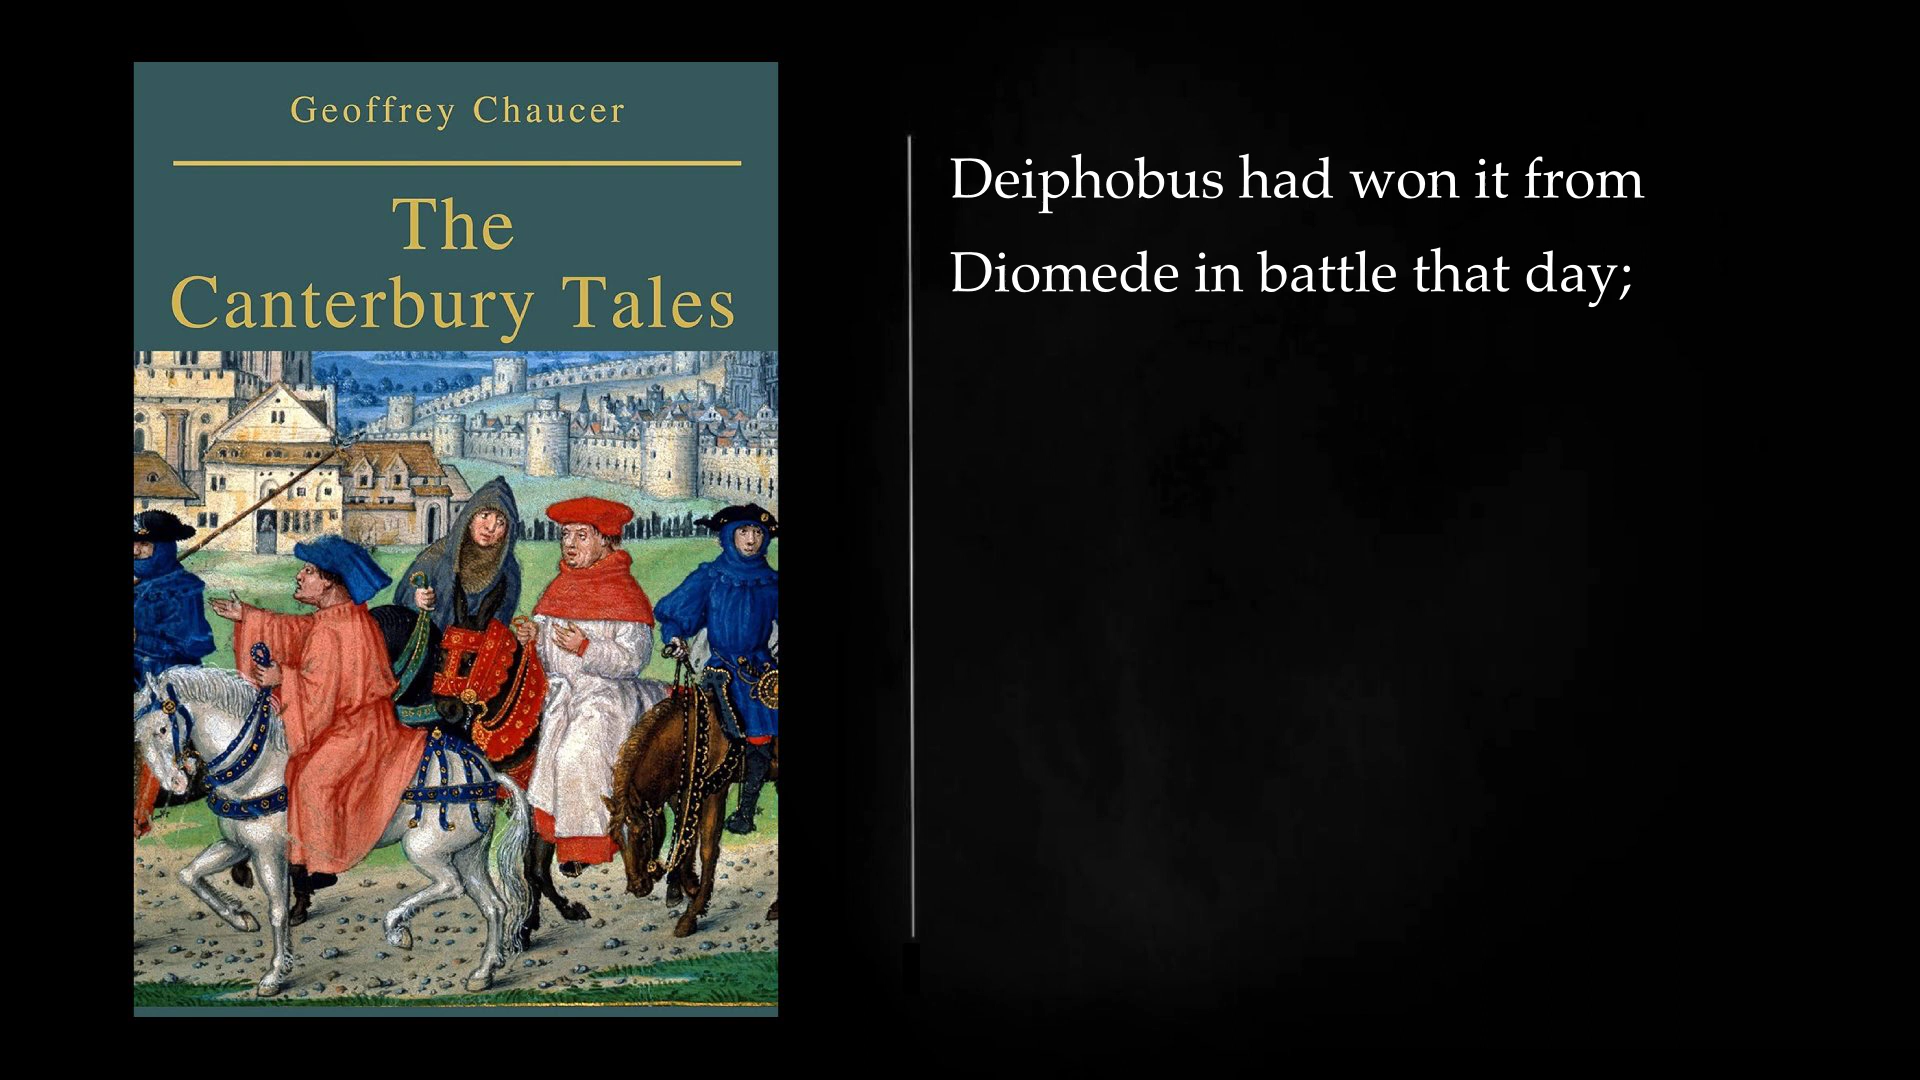 Geoffrey Chaucer
The
Canterbury Tales
Deiphobus had won it from
Diomede in battle that day;